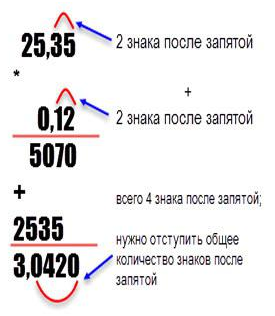 25,35 2 знака после запятой
*
+
0,12 2 знака после запятой
5070
+
всего 4 знака после запятой;
2535
нужно отступить общее
3,0420 количество знаков после
запятой